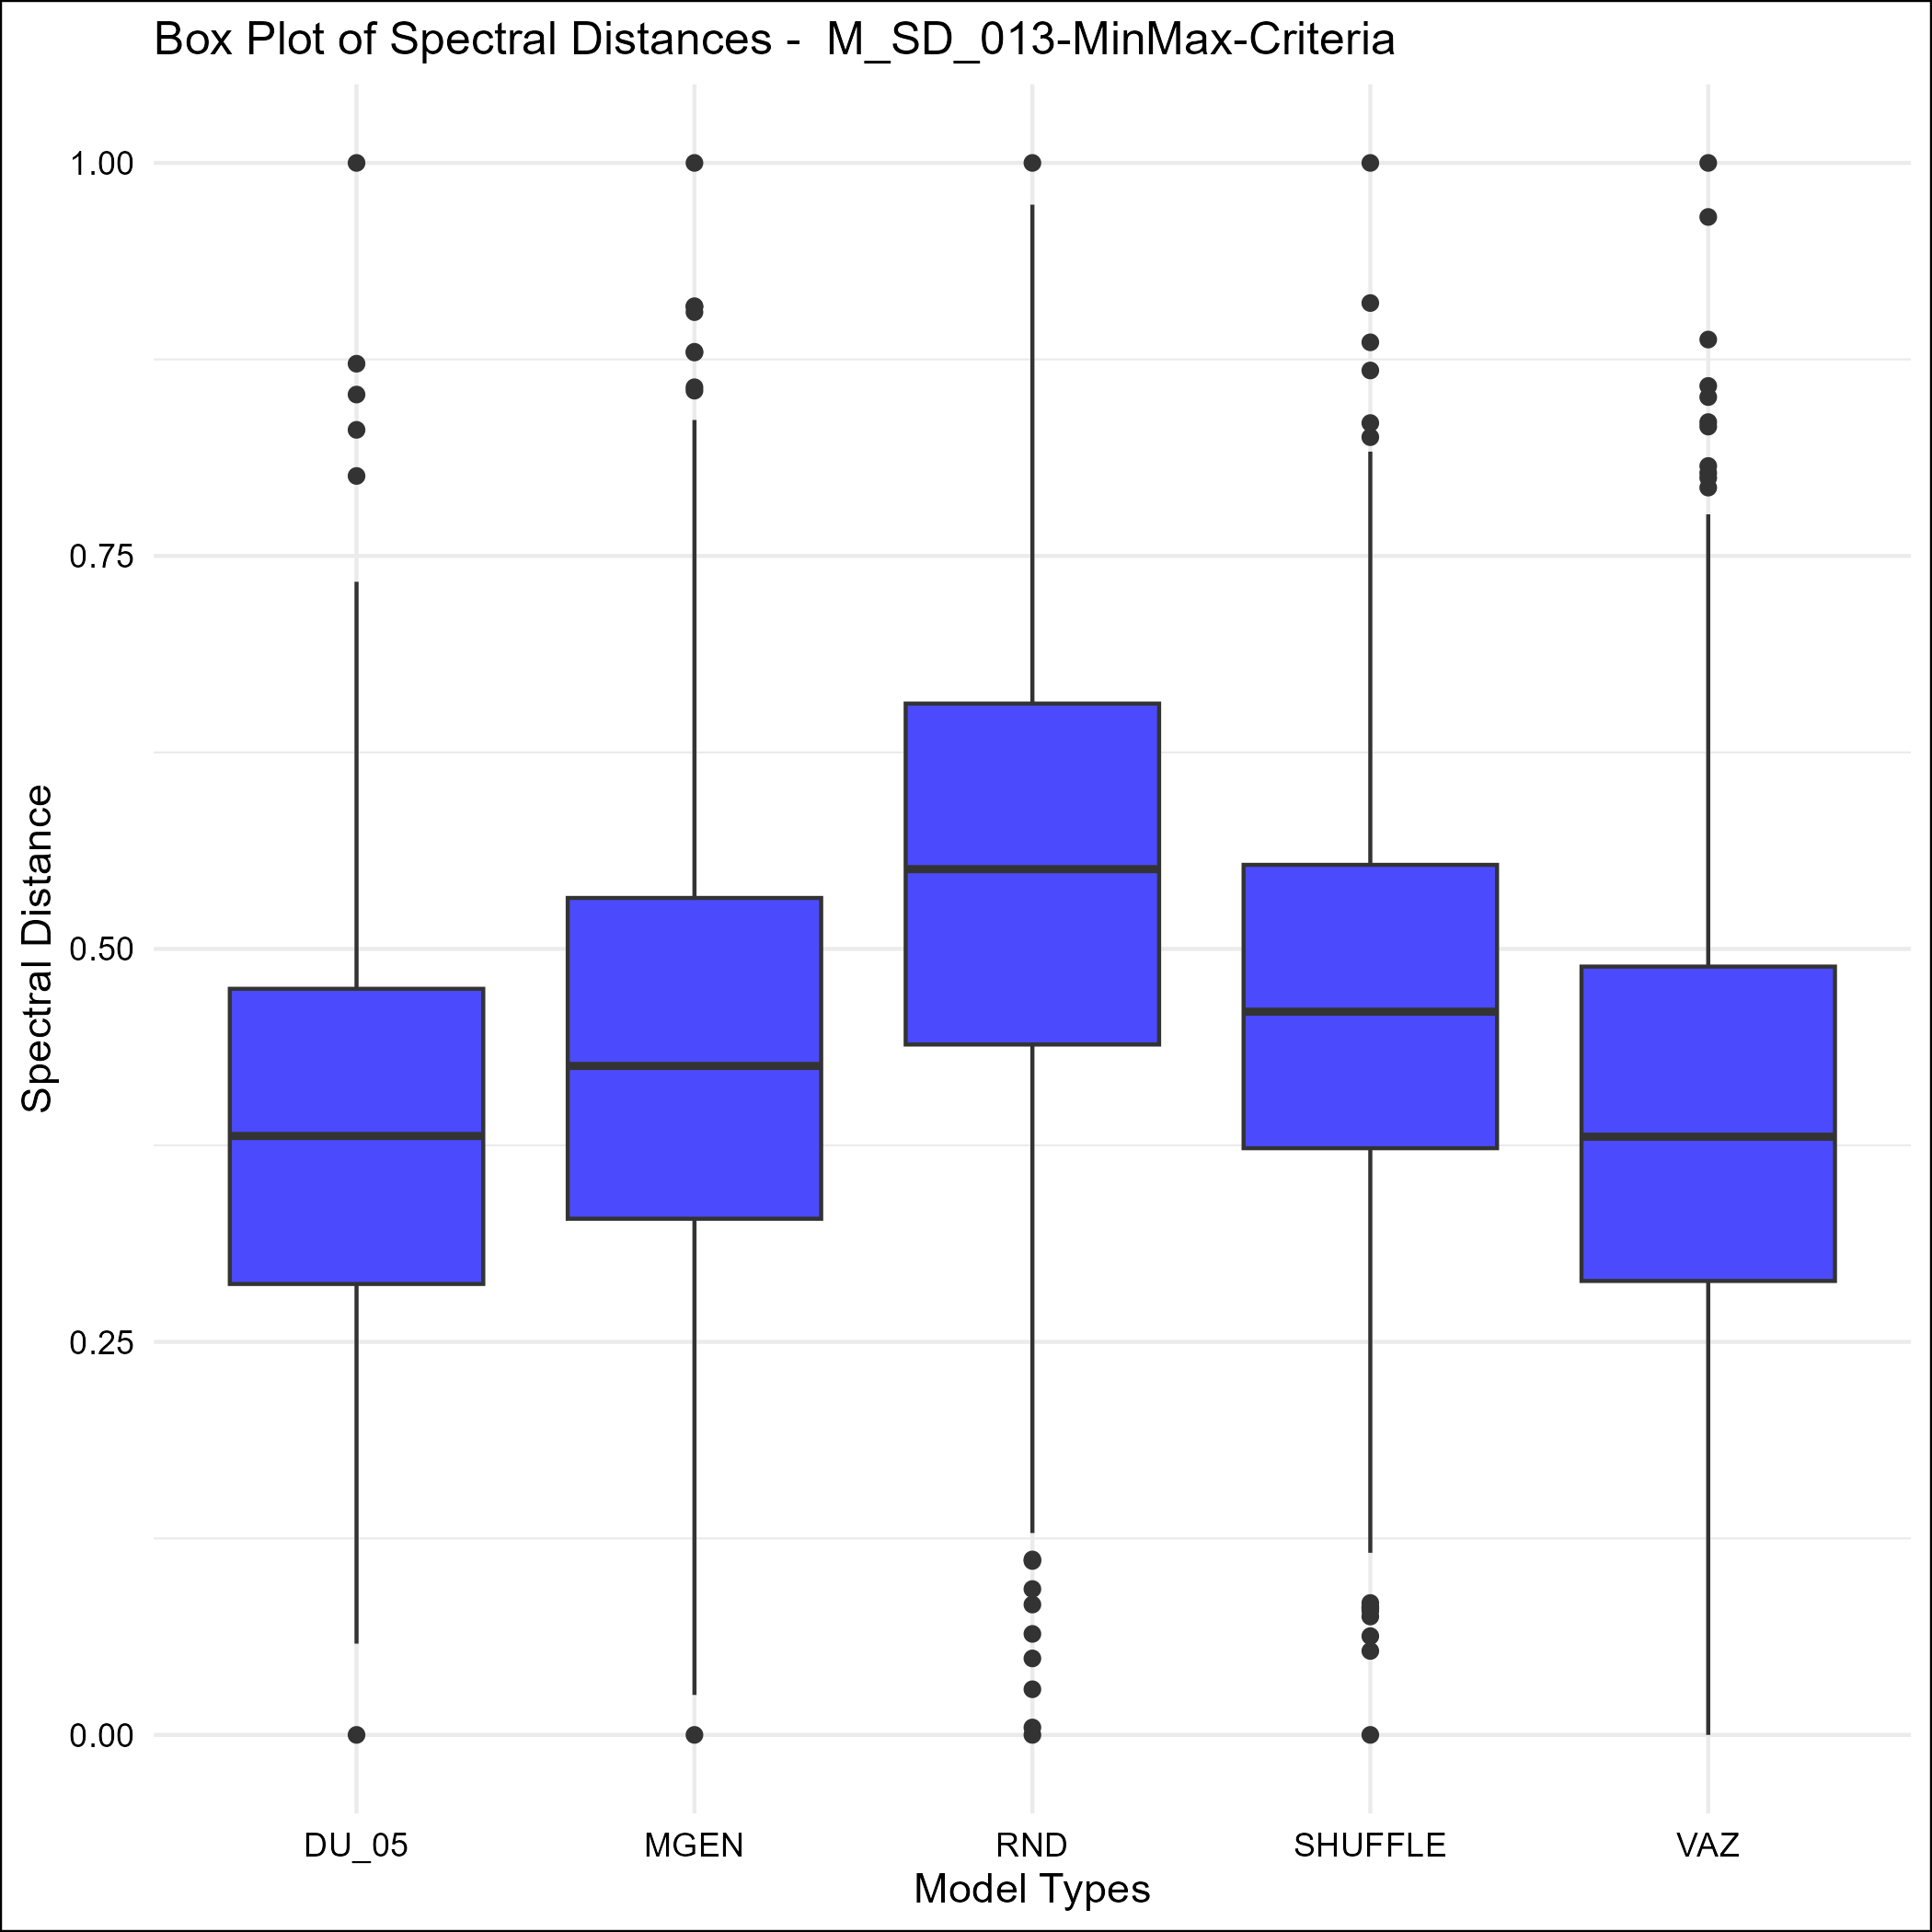 Box Plot of Spectral Distances -  M_SD_013-MinMax-Criteria
1.00
0.75
0.50
0.25
0.00
Spectral Distance
DU_05 MGEN RND SHUFFLE VAZ
Model Types